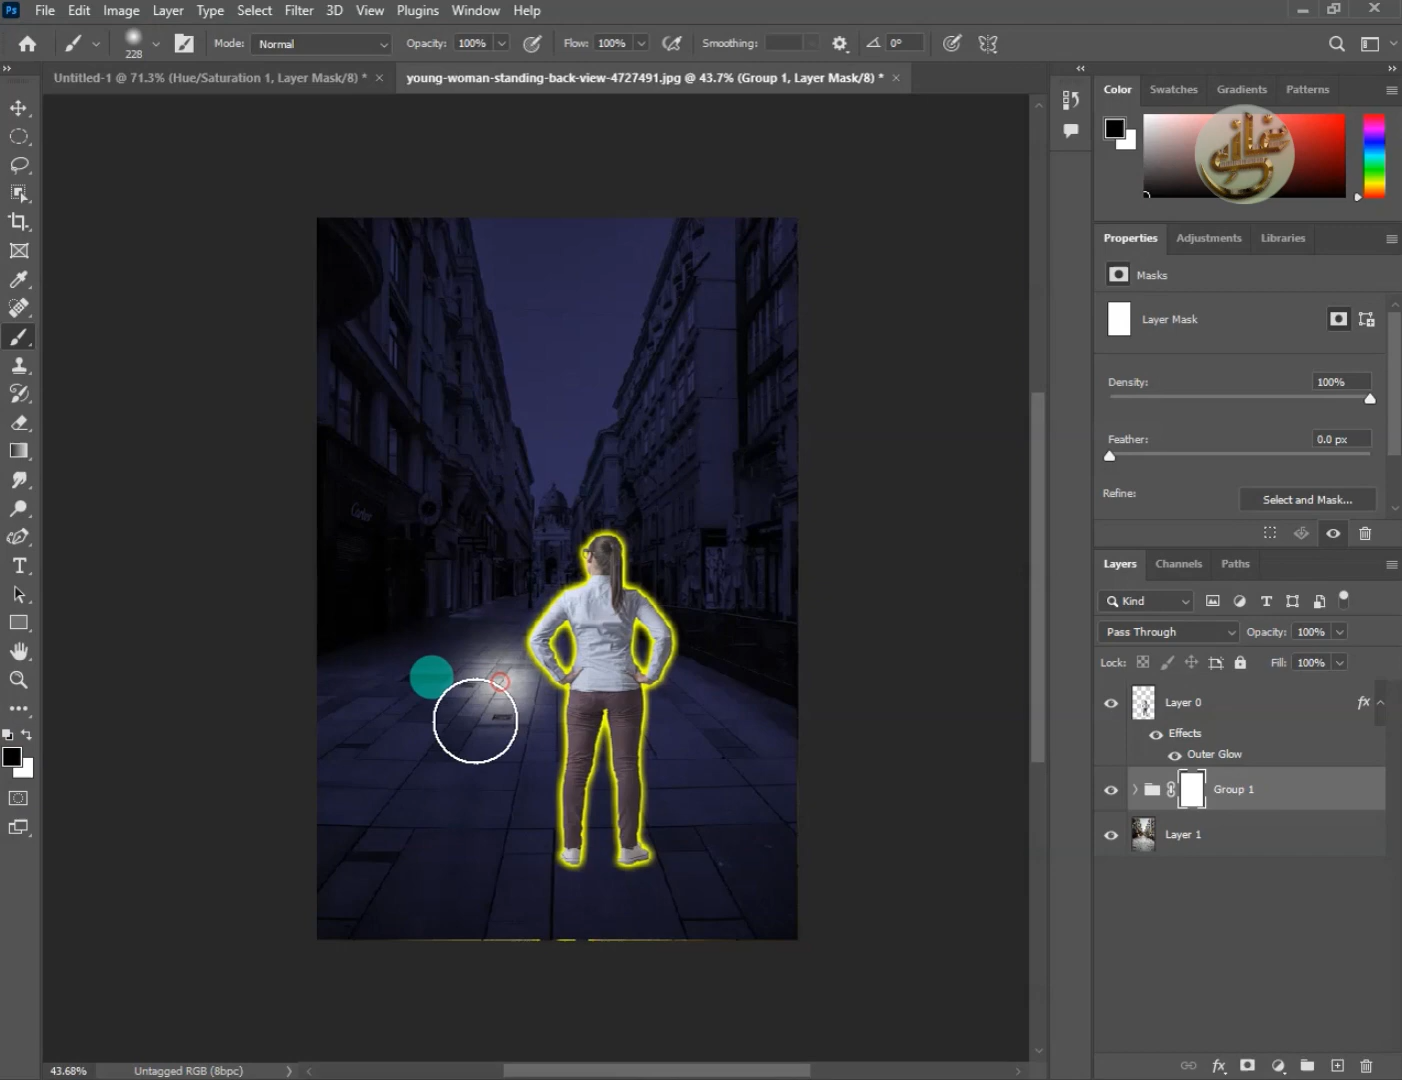 Ps File Edit Image Layer Type Select Filter 3D View Plugins Window Help
228 Mode: Normal Opacity: 100% Flow: 100% Smoothing: 0°
Untitled-1 @ 71.3% (Hue/Saturation 1, Layer Mask/8) * × young-woman-standing-back-view-4727491.jpg @ 43.7% (Group 1, Layer Mask/8) * ×
Color Swatches Gradients Patterns
Properties Adjustments Libraries
Masks
Layer Mask
Density: 100%
Feather: 0.0 px
Refine: Select and Mask...
Cartier
Layers Channels Paths
Kind
Pass Through Opacity: 100%
Lock: Fill: 100%
Layer 0 fx
Effects
Outer Glow
Group 1
Layer 1
43.68% Untagged RGB (8bpc)
fx